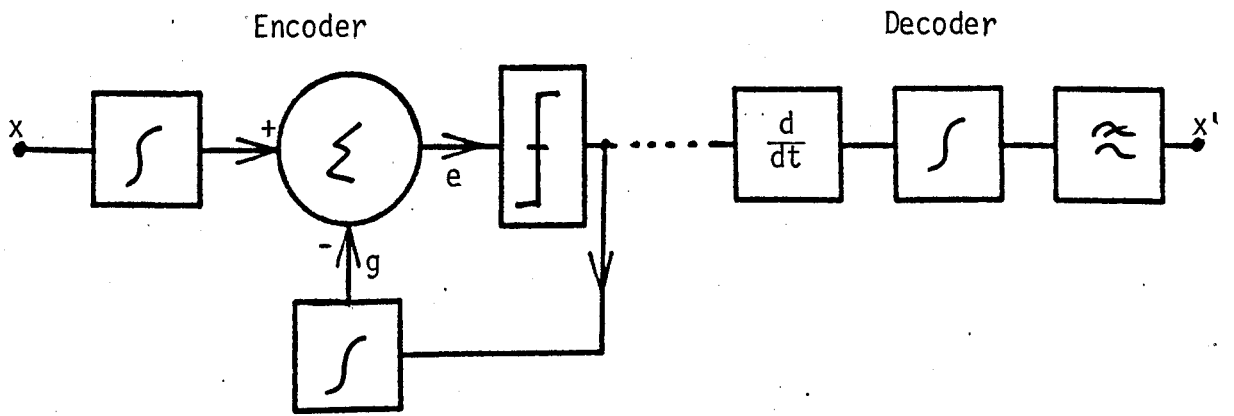 Encoder
Decoder
x
∫
+
Σ
e
-
g
∫
d
dt
∫
x'